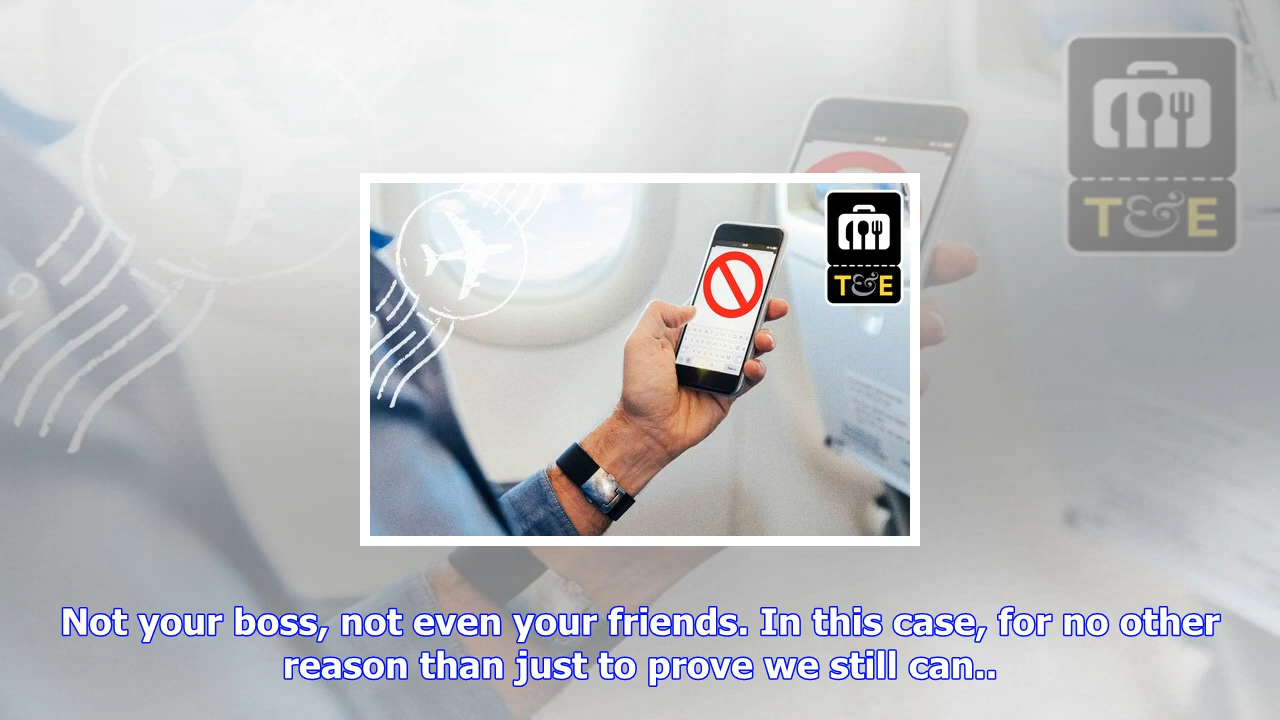 T&E
T&E
Not your boss, not even your friends. In this case, for no other
reason than just to prove we still can..